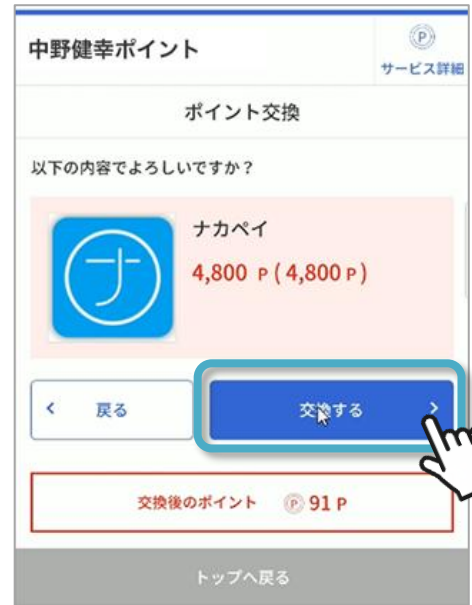 中野健幸ポイント
Ⓟ
サービス詳細
ポイント交換
以下の内容でよろしいですか？
ナ
ナカペイ
4,800 P ( 4,800 P )
< 戻る
交換する >
交換後のポイント Ⓟ 91 P
トップへ戻る